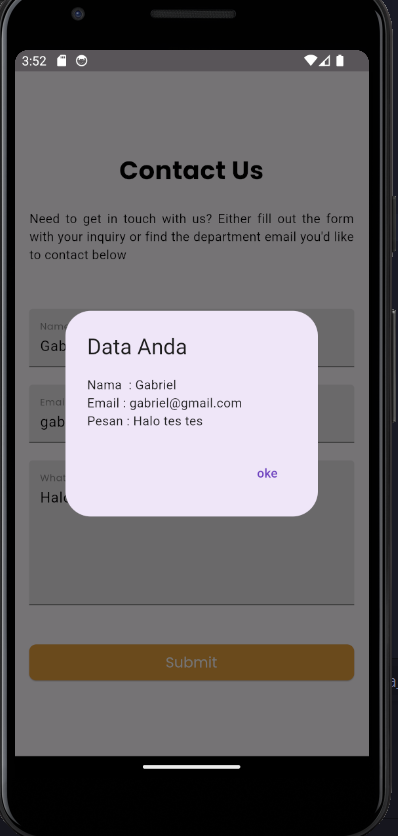 3:52
Contact Us
Need to get in touch with us? Either fill out the form
with your inquiry or find the department email you'd like
to contact below
Name
Gab
Data Anda
Nama : Gabriel
Email : gabriel@gmail.com
Pesan : Halo tes tes
Emai
gab
What
Halo
oke
Submit